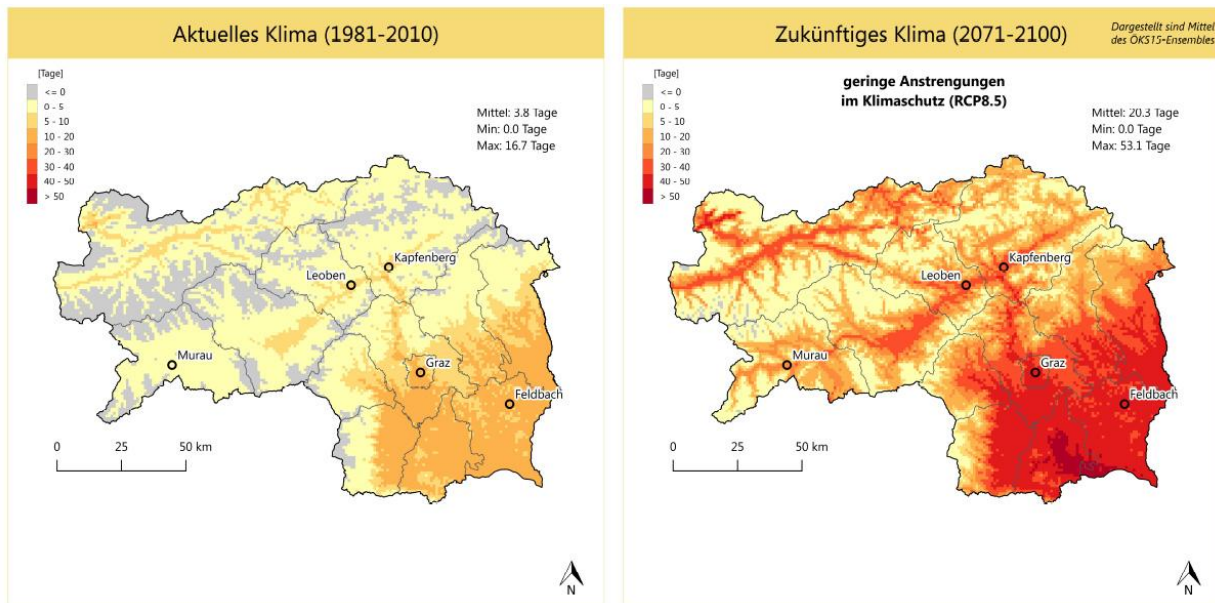 Aktuelles Klima (1981-2010)
[Tage]
<= 0
0 - 5
5 - 10
10 - 20
20 - 30
30 - 40
40 - 50
> 50
Mittel: 3.8 Tage
Min: 0.0 Tage
Max: 16.7 Tage
Kapfenberg
Leoben
Murau
Graz
Feldbach
0 25 50 km
N
Zukünftiges Klima (2071-2100)
Dargestellt sind Mittel
des ÖKS15-Ensembles
[Tage]
<= 0
0 - 5
5 - 10
10 - 20
20 - 30
30 - 40
40 - 50
> 50
geringe Anstrengungen
im Klimaschutz (RCP8.5)
Mittel: 20.3 Tage
Min: 0.0 Tage
Max: 53.1 Tage
Kapfenberg
Leoben
Murau
Graz
Feldbach
0 25 50 km
N